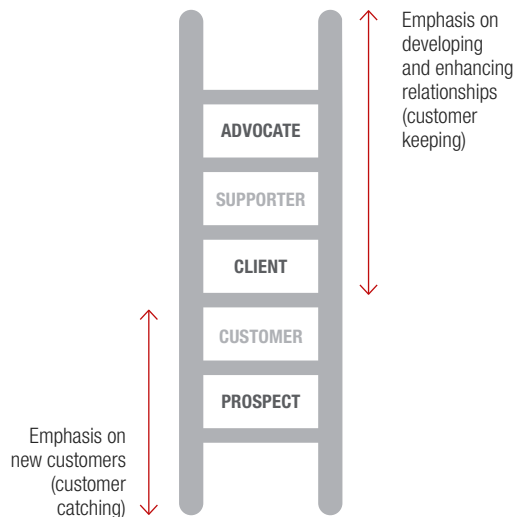 Emphasis on
developing
and enhancing
relationships
(customer
keeping)
ADVOCATE
SUPPORTER
CLIENT
CUSTOMER
PROSPECT
Emphasis on
new customers
(customer
catching)